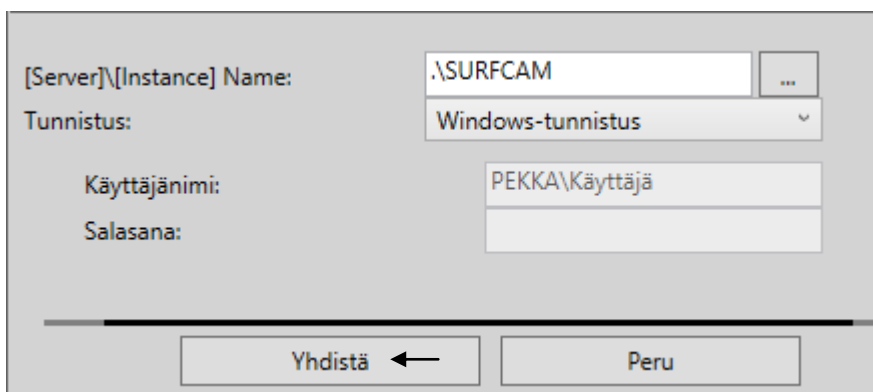 [Server]\[Instance] Name: .\SURFCAM ...
Tunnistus: Windows-tunnistus
Käyttäjänimi: PEKKA\Käyttäjä
Salasana:
Yhdistä Peru